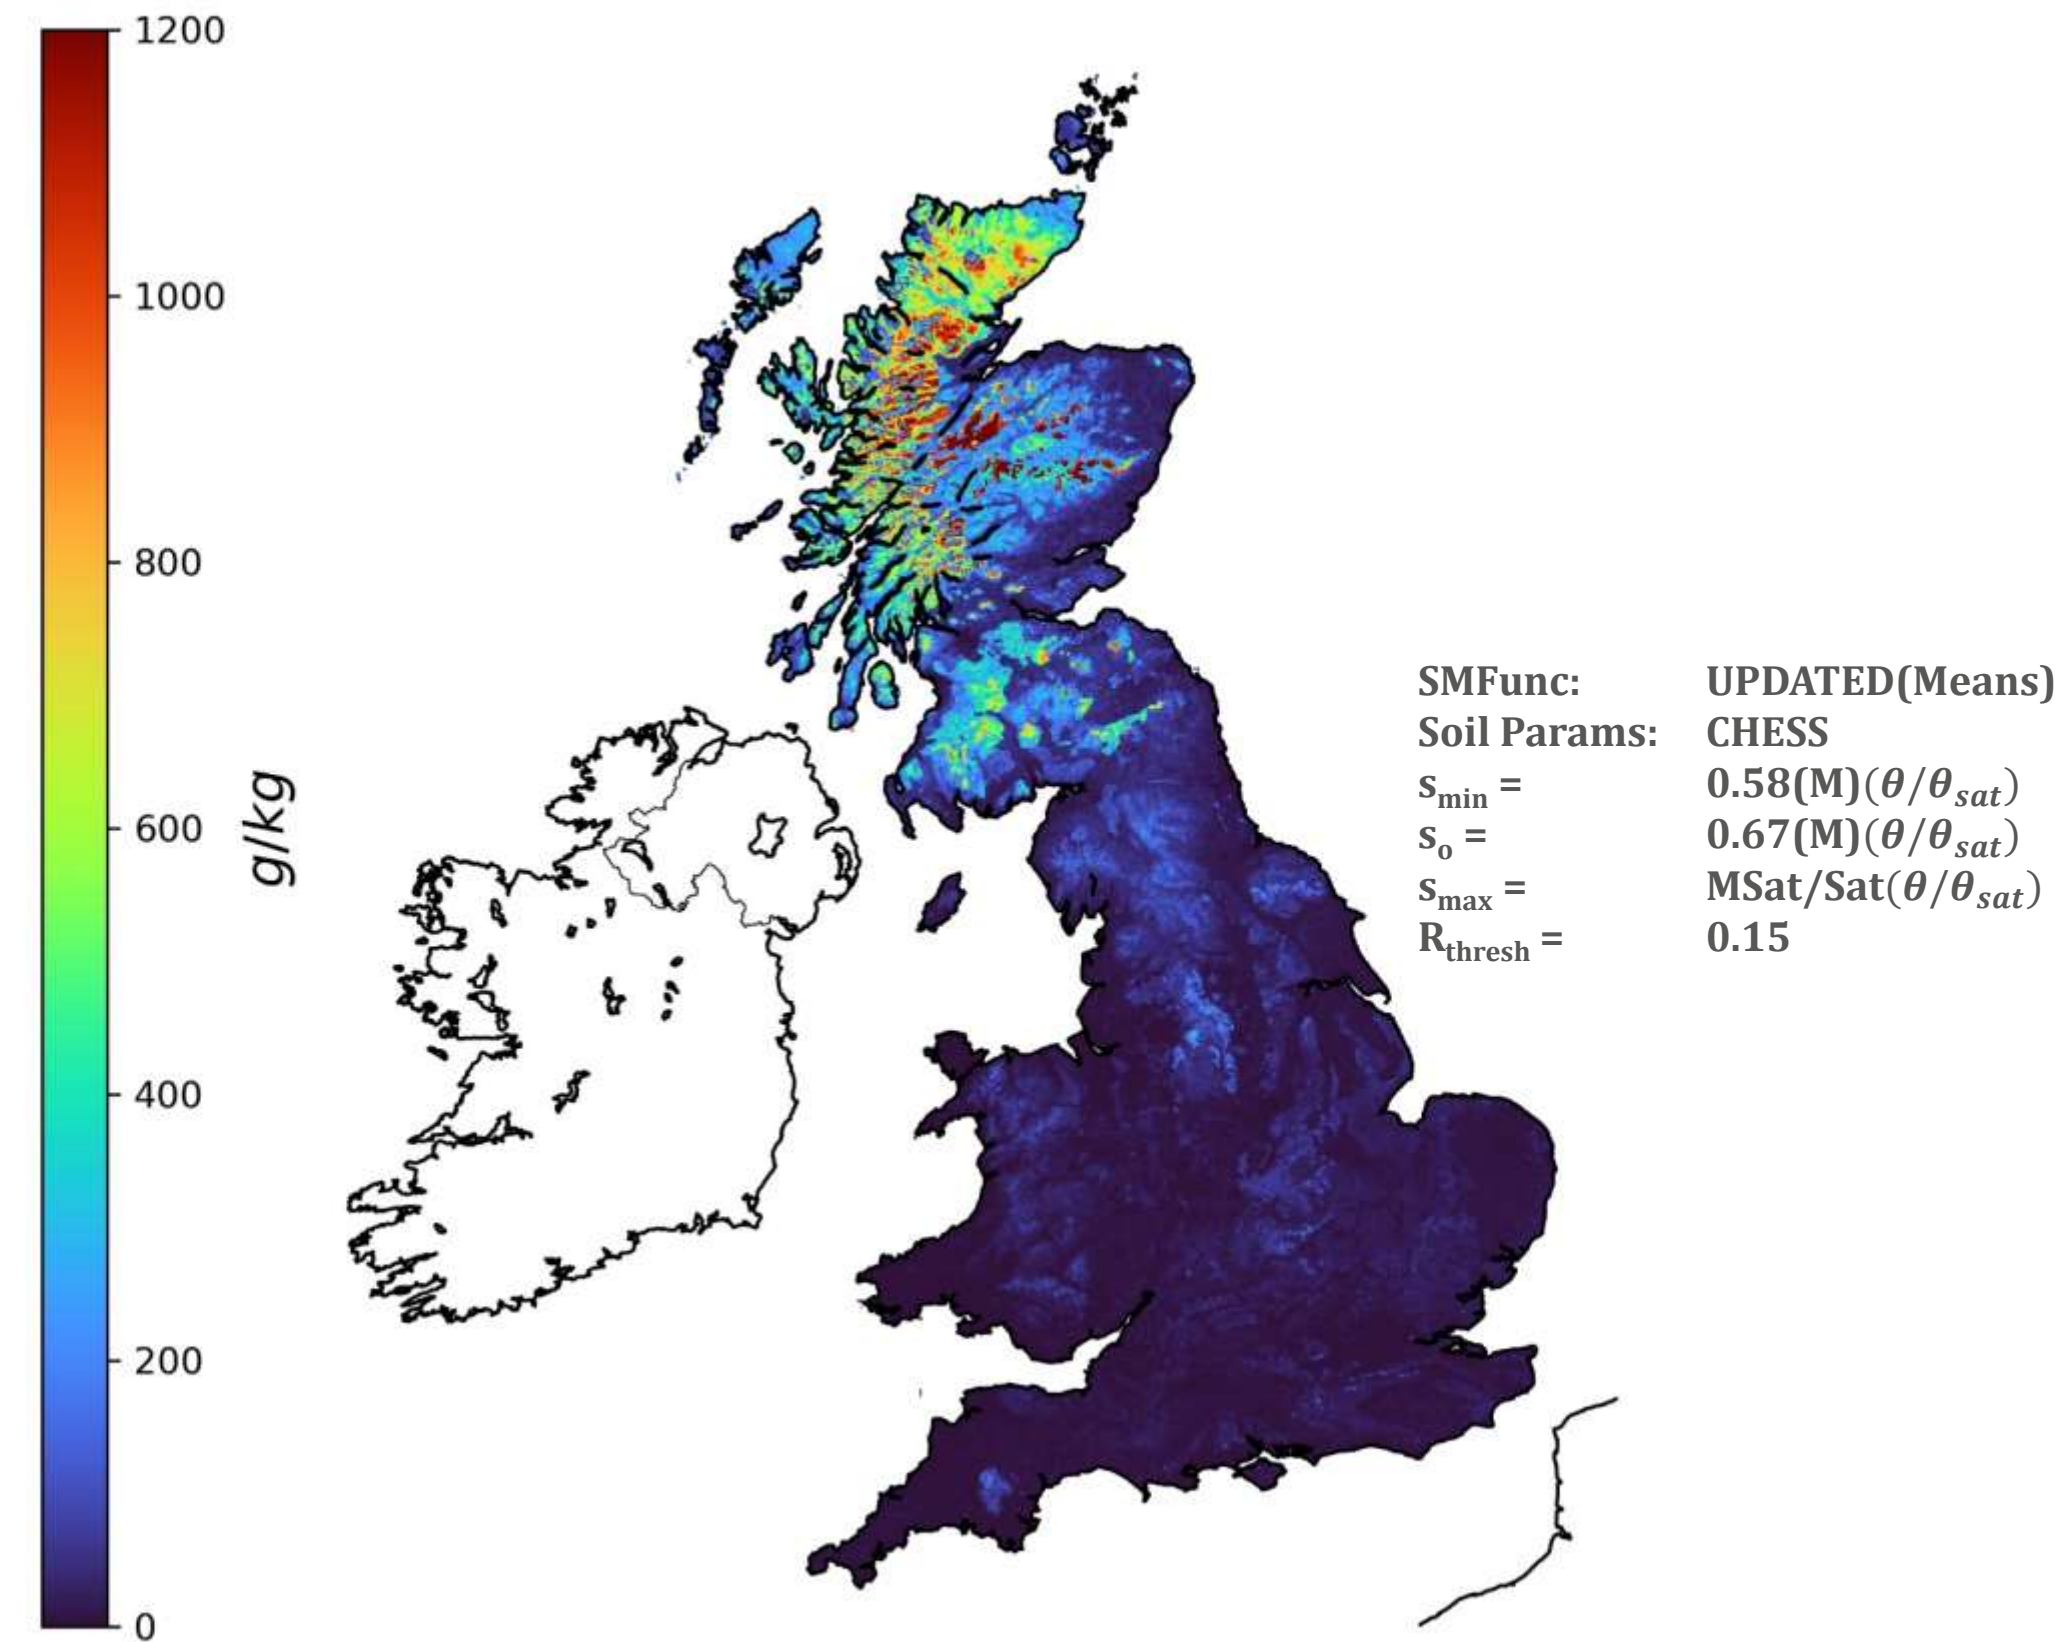 1200
1000
800
600
400
200
0
g/kg
SMFunc: UPDATED(Means)
Soil Params: CHESS
s_min = 0.58(M)(θ/θ_sat)
s_o = 0.67(M)(θ/θ_sat)
s_max = MSat/Sat(θ/θ_sat)
R_thresh = 0.15